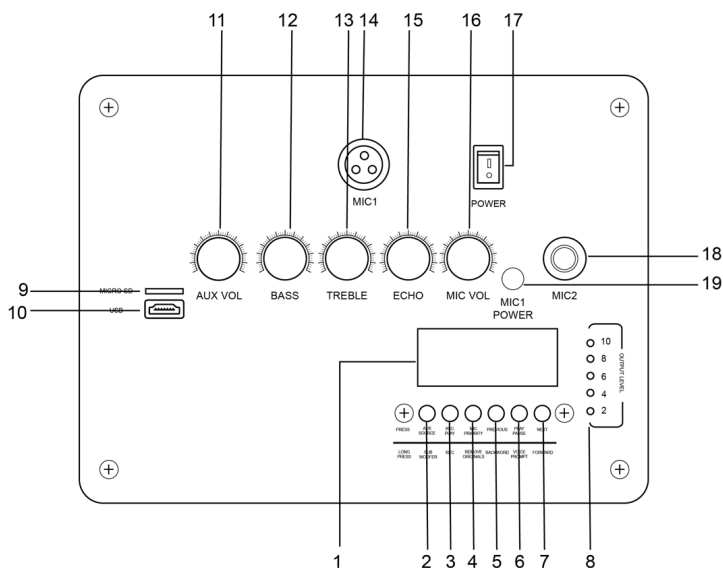 11 12 13 14 15 16 17
MIC1
POWER
AUX VOL BASS TREBLE ECHO MIC VOL
18
MIC1
POWER
MIC2
19
9 MICRO SD
10 USB
1
10
8
6
4
2
OUTPUT LEVEL
PRESS AUX SOURCE REC PLAY MIC PRIORITY PREVIOUS PLAY PAUSE NEXT
LONG PRESS SUB WOOFER REC REMOVE ORIGINALS BACKWORD VOICE PROMPT FORWARD
2 3 4 5 6 7 8